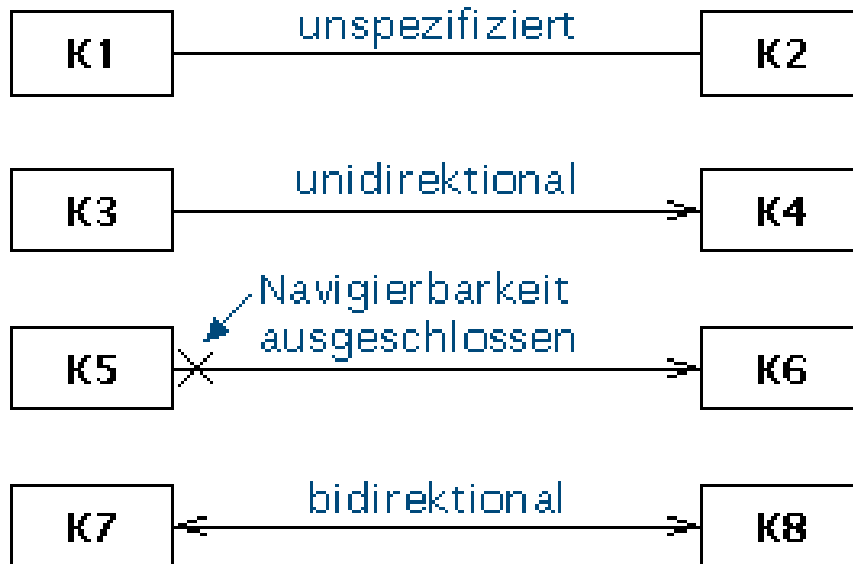 unspezifiziert
K1 K2
unidirektional
K3 K4
Navigierbarkeit
ausgeschlossen
K5 K6
bidirektional
K7 K8